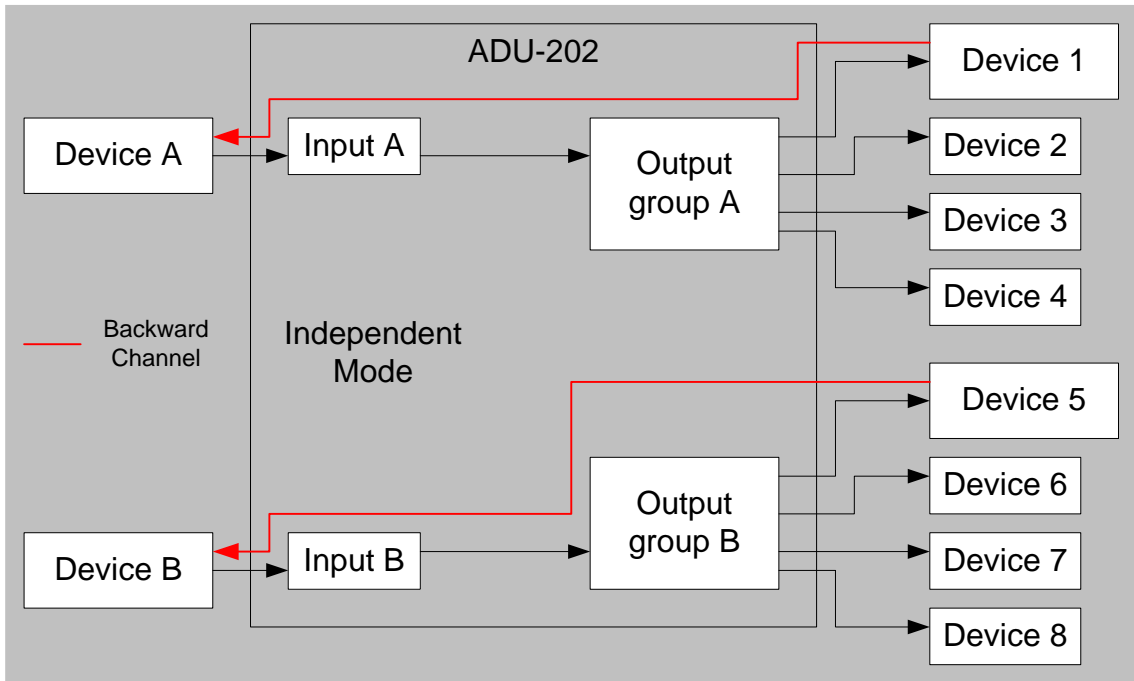 ADU-202
Device 1
Device A
Input A
Output
group A
Device 2
Device 3
Device 4
Backward
Channel
Independent
Mode
Device 5
Device B
Input B
Output
group B
Device 6
Device 7
Device 8